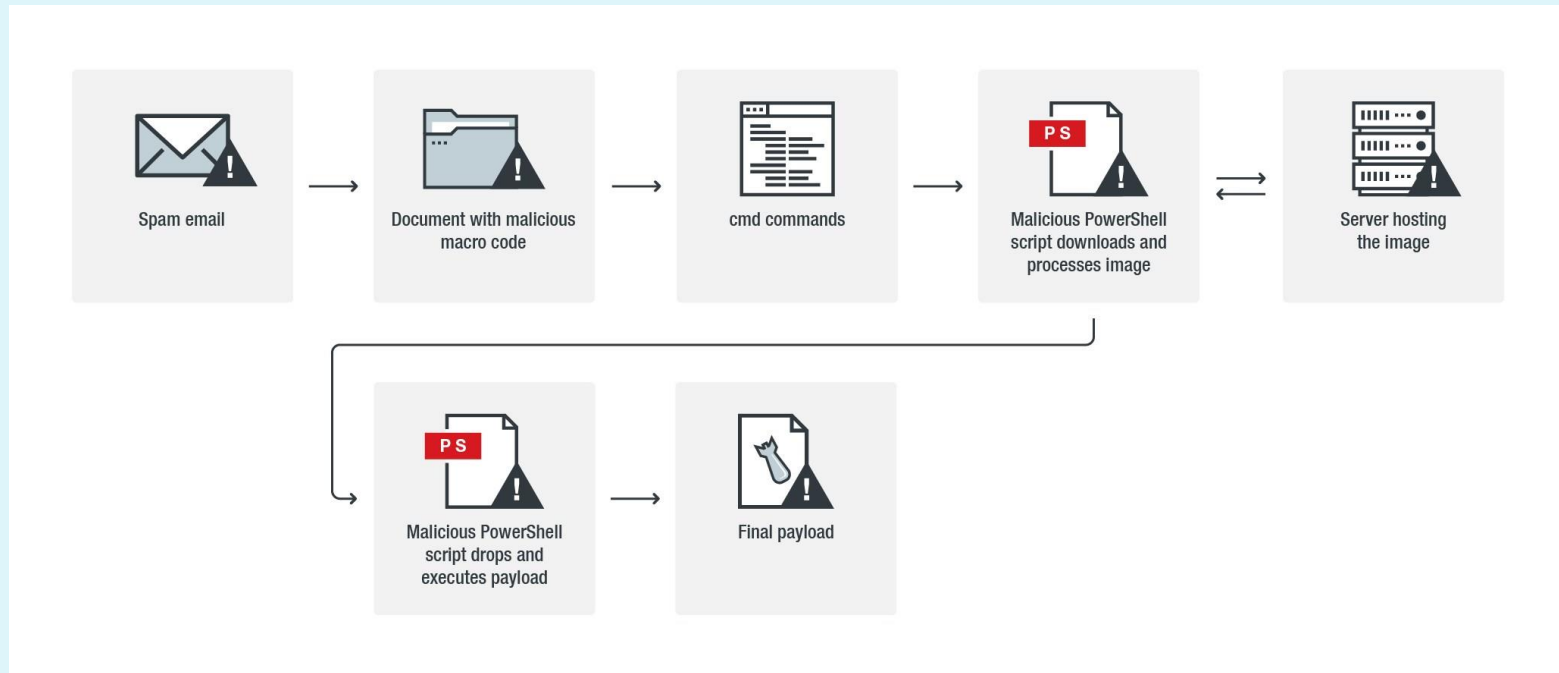 Spam email
Document with malicious
macro code
cmd commands
PS
Malicious PowerShell
script downloads and
processes image
Server hosting
the image
PS
Malicious PowerShell
script drops and
executes payload
Final payload